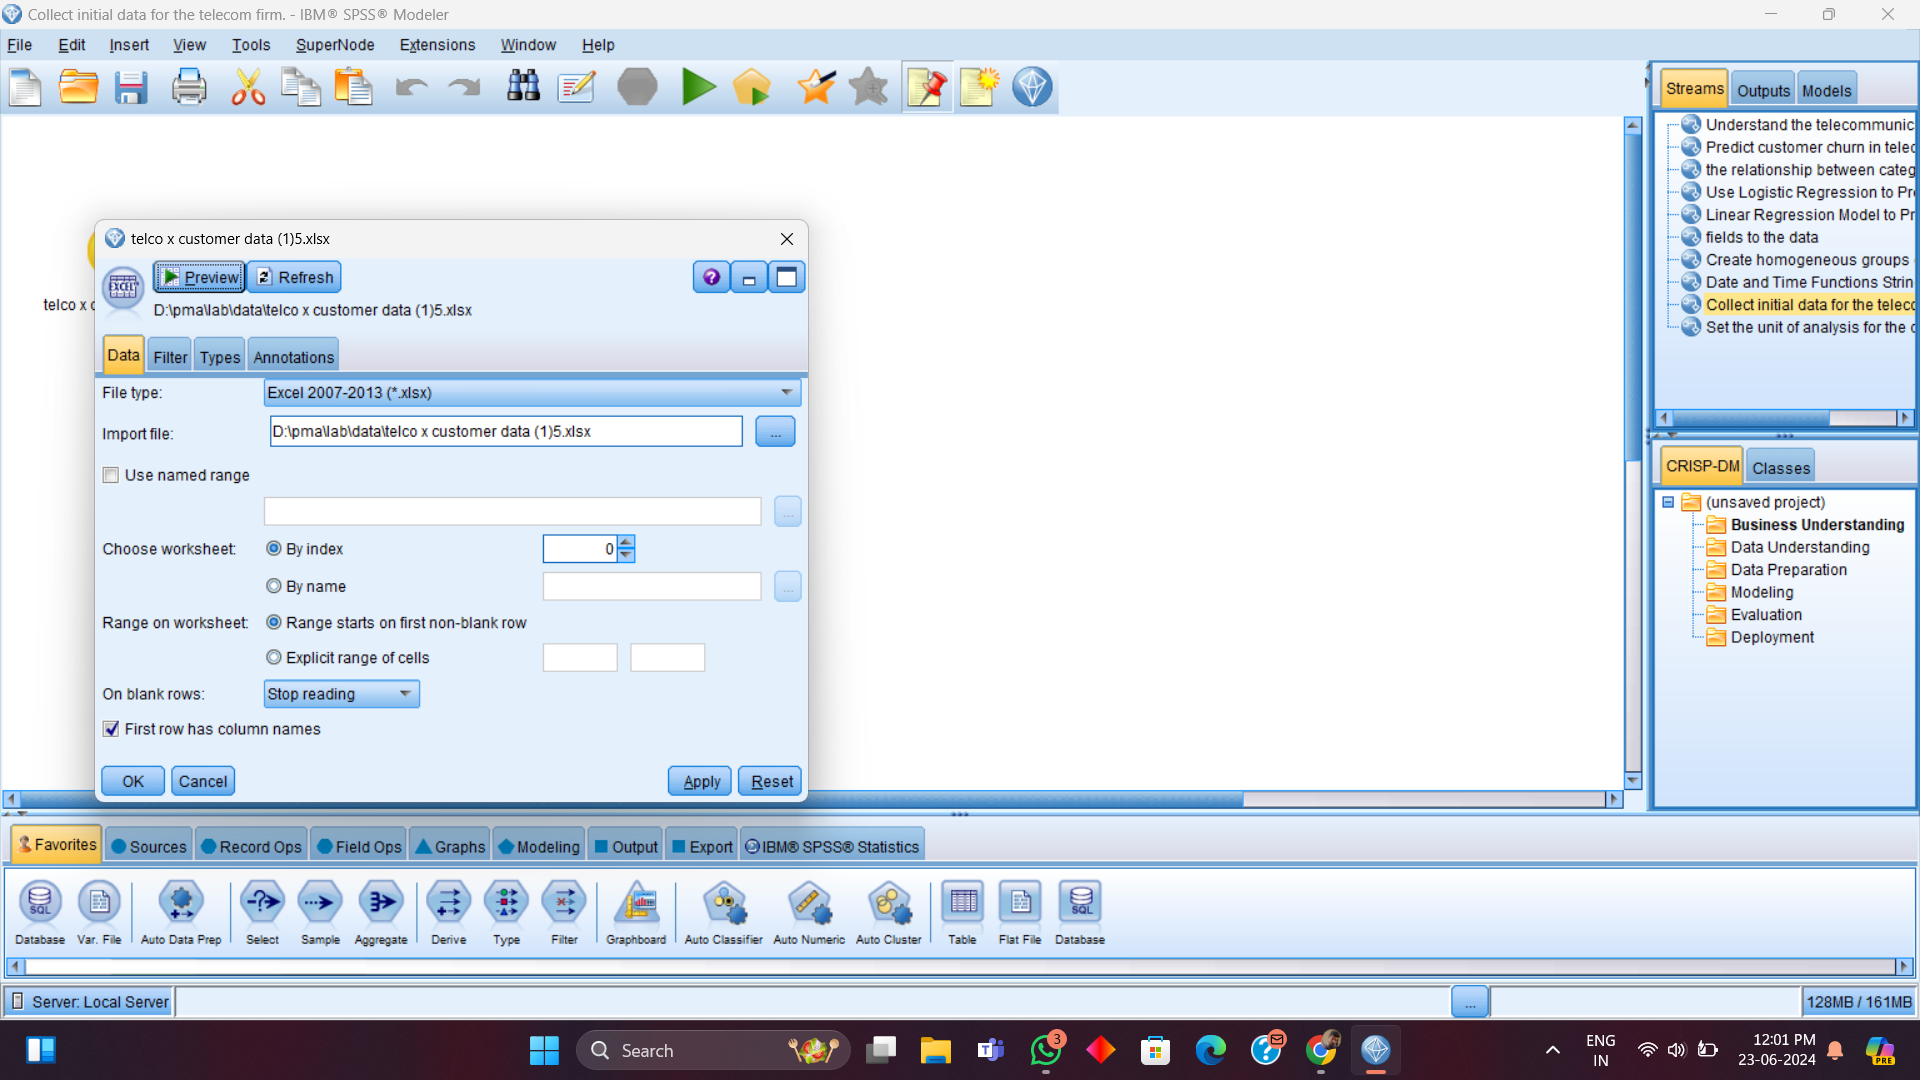 Collect initial data for the telecom firm. - IBM® SPSS® Modeler
File Edit Insert View Tools SuperNode Extensions Window Help
Streams Outputs Models
Understand the telecommunic
Predict customer churn in telec
the relationship between categ
Use Logistic Regression to Pr
Linear Regression Model to Pr
fields to the data
Create homogeneous groups
Date and Time Functions Strin
Collect initial data for the telec
Set the unit of analysis for the
CRISP-DM Classes
(unsaved project)
Business Understanding
Data Understanding
Data Preparation
Modeling
Evaluation
Deployment
telco x c
telco x customer data (1)5.xlsx
EXCEL
Preview Refresh
?
D:\pma\lab\data\telco x customer data (1)5.xlsx
Data Filter Types Annotations
File type: Excel 2007-2013 (*.xlsx)
Import file: D:\pma\lab\data\telco x customer data (1)5.xlsx ...
Use named range
...
Choose worksheet: By index 0
By name ...
Range on worksheet: Range starts on first non-blank row
Explicit range of cells
On blank rows: Stop reading
First row has column names
OK Cancel Apply Reset
Favorites Sources Record Ops Field Ops Graphs Modeling Output Export IBM® SPSS® Statistics
SQL SQL
Database Var. File Auto Data Prep Select Sample Aggregate Derive Type Filter Graphboard Auto Classifier Auto Numeric Auto Cluster Table Flat File Database
Server: Local Server ... 128MB / 161MB
Search
3
ENG
IN
12:01 PM
23-06-2024
PRE